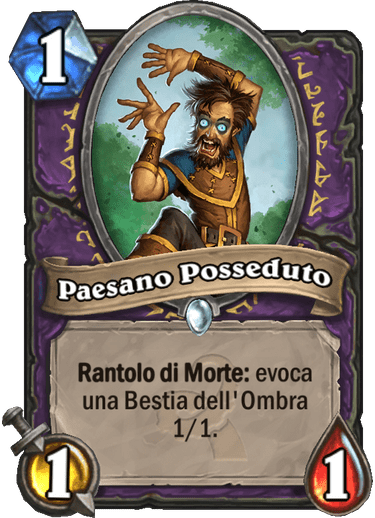 1
Paesano Posseduto
Rantolo di Morte: evoca
una Bestia dell'Ombra
1/1.
1
1